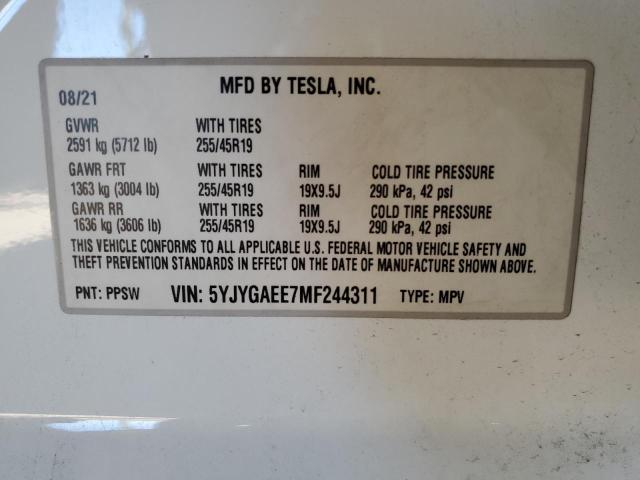 MFD BY TESLA, INC.
08/21
GVWR WITH TIRES
2591 kg (5712 lb) 255/45R19
GAWR FRT WITH TIRES RIM COLD TIRE PRESSURE
1363 kg (3004 lb) 255/45R19 19X9.5J 290 kPa, 42 psi
GAWR RR WITH TIRES RIM COLD TIRE PRESSURE
1636 kg (3606 lb) 255/45R19 19X9.5J 290 kPa, 42 psi
THIS VEHICLE CONFORMS TO ALL APPLICABLE U.S. FEDERAL MOTOR VEHICLE SAFETY AND
THEFT PREVENTION STANDARDS IN EFFECT ON THE DATE OF MANUFACTURE SHOWN ABOVE.
PNT: PPSW VIN: 5YJYGAEE7MF244311 TYPE: MPV